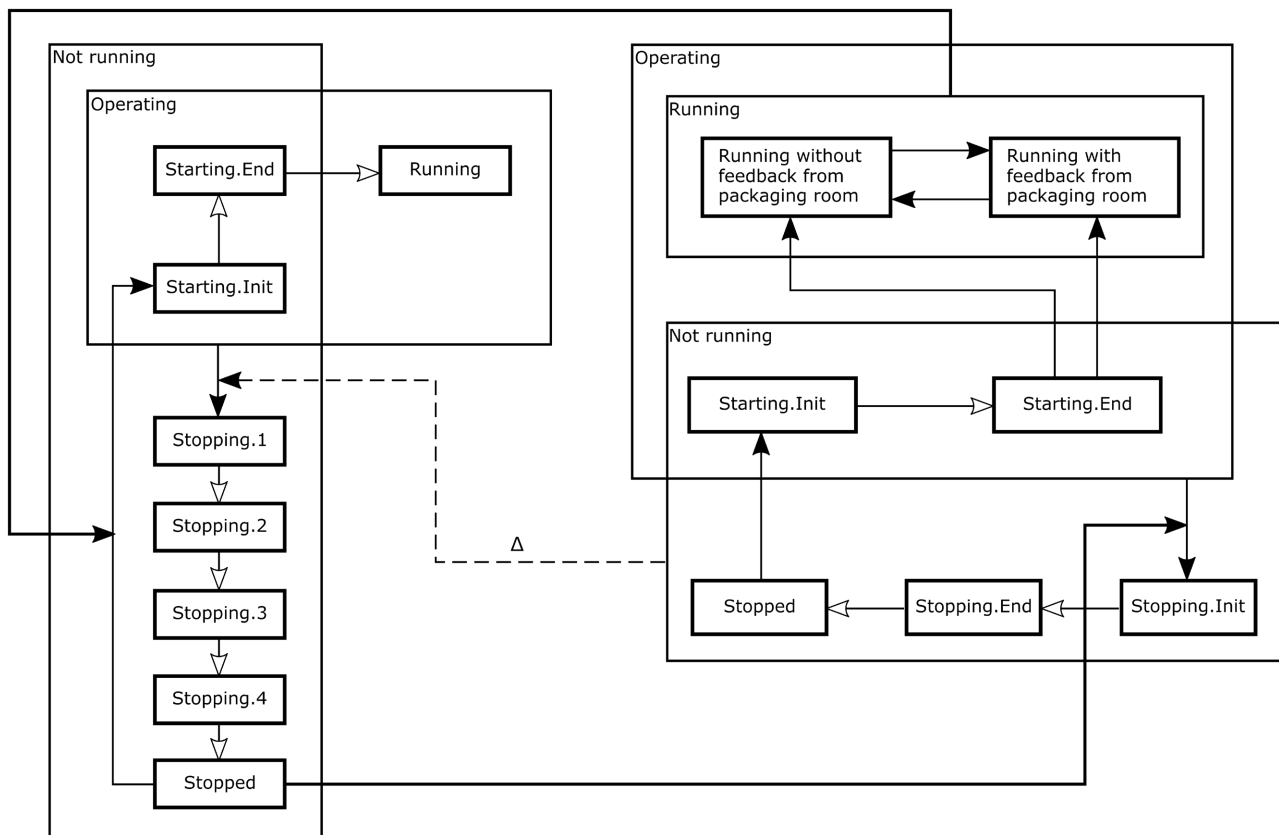 Not running
Operating
Starting.End
Running
Starting.Init
Stopping.1
Stopping.2
Stopping.3
Stopping.4
Stopped
Δ
Operating
Running
Running without
feedback from
packaging room
Running with
feedback from
packaging room
Not running
Starting.Init
Starting.End
Stopped
Stopping.End
Stopping.Init